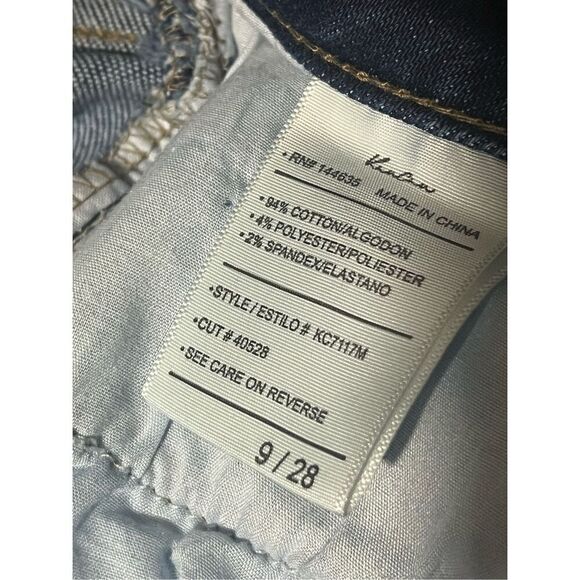 KanCan
• RN# 144635 MADE IN CHINA
• 94% COTTON/ALGODON
• 4% POLYESTER/POLIESTER
• 2% SPANDEX/ELASTANO
• STYLE / ESTILO # KC7117M
• CUT # 40528
• SEE CARE ON REVERSE
9 / 28